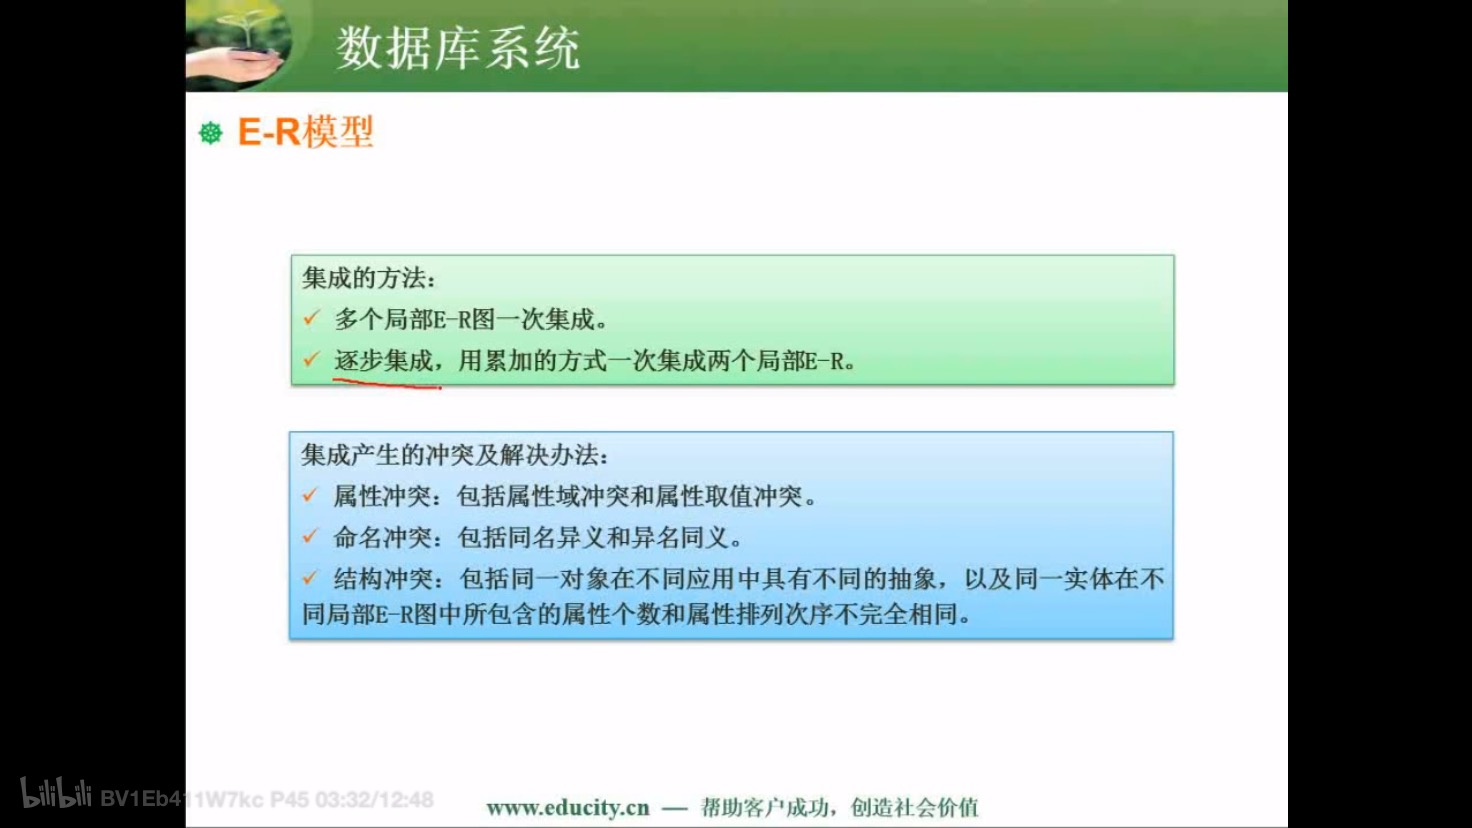 数据库系统
E-R模型
集成的方法：
多个局部E-R图一次集成。
逐步集成，用累加的方式一次集成两个局部E-R。
集成产生的冲突及解决办法：
属性冲突：包括属性域冲突和属性取值冲突。
命名冲突：包括同名异义和异名同义。
结构冲突：包括同一对象在不同应用中具有不同的抽象，以及同一实体在不
同局部E-R图中所包含的属性个数和属性排列次序不完全相同。
bilibili BV1Eb411W7kc P45 03:32/12:48
www.educity.cn — 帮助客户成功，创造社会价值